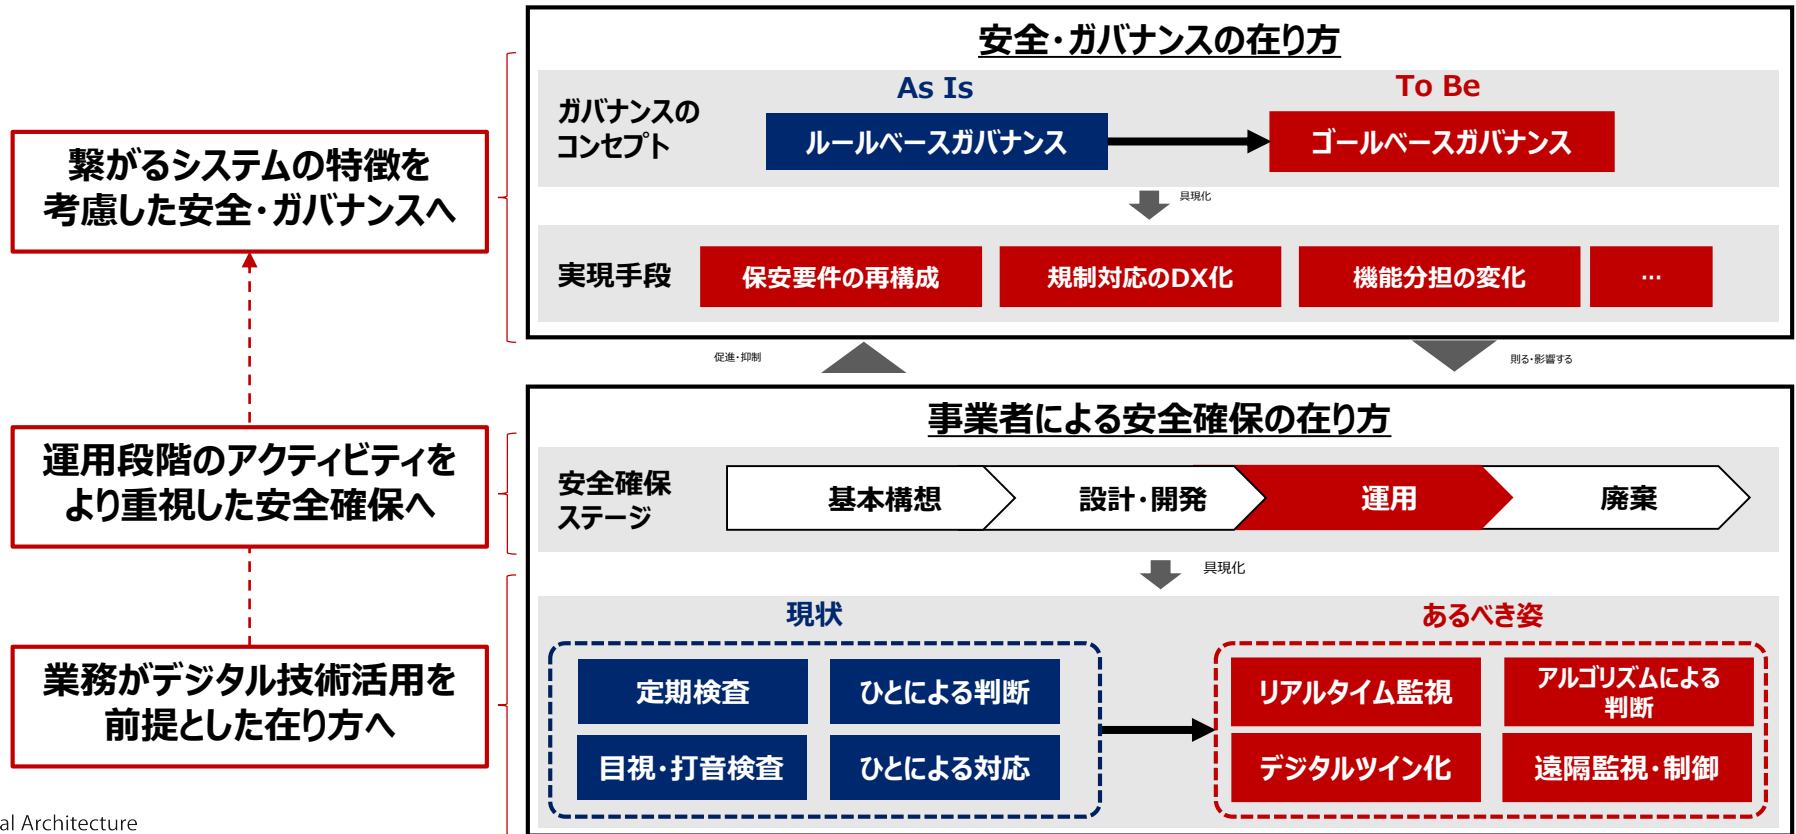 安全・ガバナンスの在り方
ガバナンスの
コンセプト
As Is
To Be
ルールベースガバナンス
ゴールベースガバナンス
具現化
実現手段
保安要件の再構成
規制対応のDX化
機能分担の変化
…
繋がるシステムの特徴を
考慮した安全・ガバナンスへ
促進・抑制
則る・影響する
事業者による安全確保の在り方
運用段階のアクティビティを
より重視した安全確保へ
安全確保
ステージ
基本構想
設計・開発
運用
廃棄
具現化
業務がデジタル技術活用を
前提とした在り方へ
現状
定期検査
ひとによる判断
目視・打音検査
ひとによる対応
あるべき姿
リアルタイム監視
アルゴリズムによる
判断
デジタルツイン化
遠隔監視・制御
al Architecture